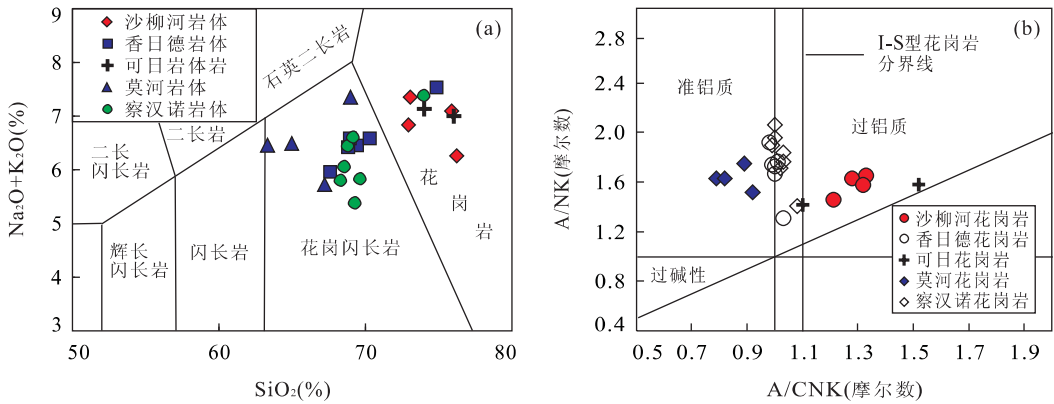 (a)
沙柳河岩体
香日德岩体
可日岩体岩
莫河岩体
察汉诺岩体
石英二长岩
二长岩
二长
闪长岩
辉长
闪长岩
闪长岩
花岗闪长岩
花
岗
岩
Na₂O+K₂O(%)
9
8
7
6
5
4
3
50
60
70
80
SiO₂(%)
(b)
I-S型花岗岩
分界线
准铝质
过铝质
过碱性
沙柳河花岗岩
香日德花岗岩
可日花岗岩
莫河花岗岩
察汉诺花岗岩
A/NK(摩尔数)
2.8
2.4
2.0
1.6
1.2
0.8
0.4
0.5
0.7
0.9
1.1
1.3
1.5
1.7
1.9
A/CNK(摩尔数)